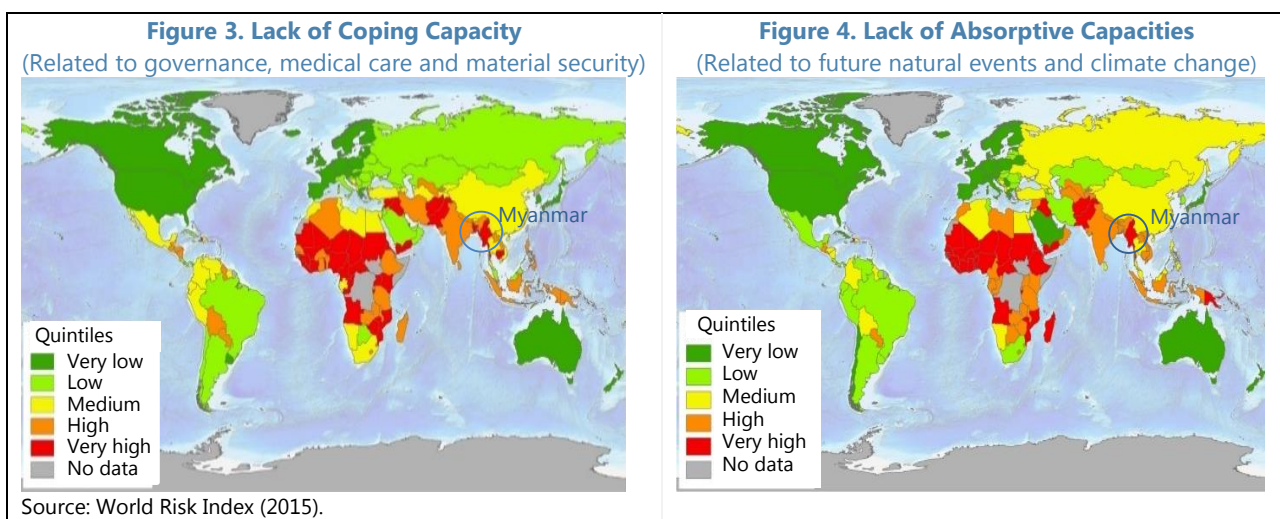 Figure 3. Lack of Coping Capacity
(Related to governance, medical care and material security)
Myanmar
Quintiles
Very low
Low
Medium
High
Very high
No data
Source: World Risk Index (2015).
Figure 4. Lack of Absorptive Capacities
(Related to future natural events and climate change)
Myanmar
Quintiles
Very low
Low
Medium
High
Very high
No data